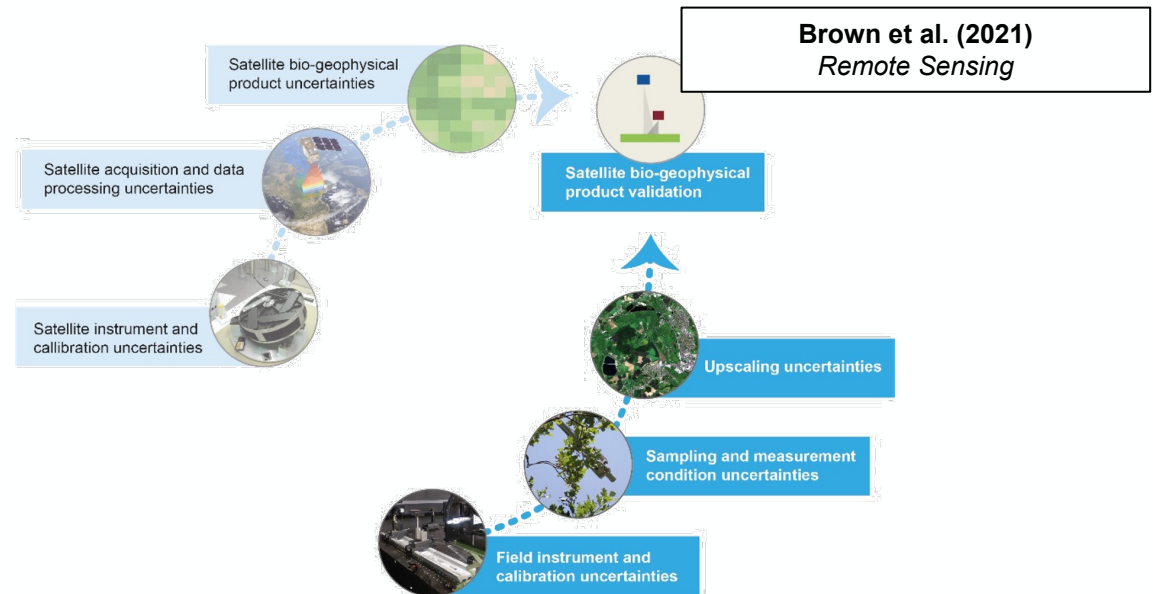 Brown et al. (2021)
Remote Sensing
Satellite bio-geophysical
product uncertainties
Satellite acquisition and data
processing uncertainties
Satellite instrument and
callibration uncertainties
Satellite bio-geophysical
product validation
Upscaling uncertainties
Sampling and measurement
condition uncertainties
Field instrument and
calibration uncertainties